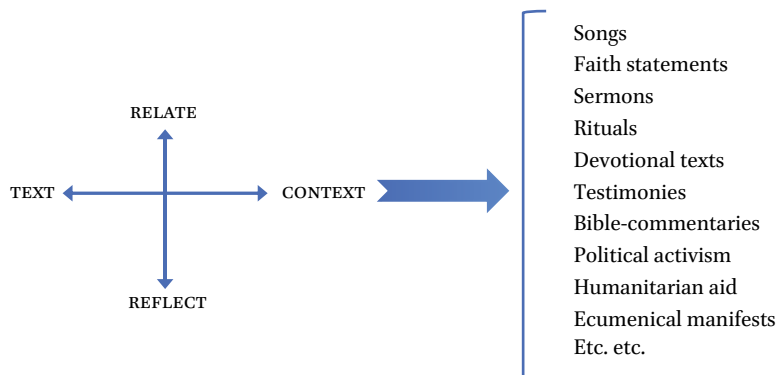 RELATE
TEXT
CONTEXT
REFLECT
Songs
Faith statements
Sermons
Rituals
Devotional texts
Testimonies
Bible-commentaries
Political activism
Humanitarian aid
Ecumenical manifests
Etc. etc.